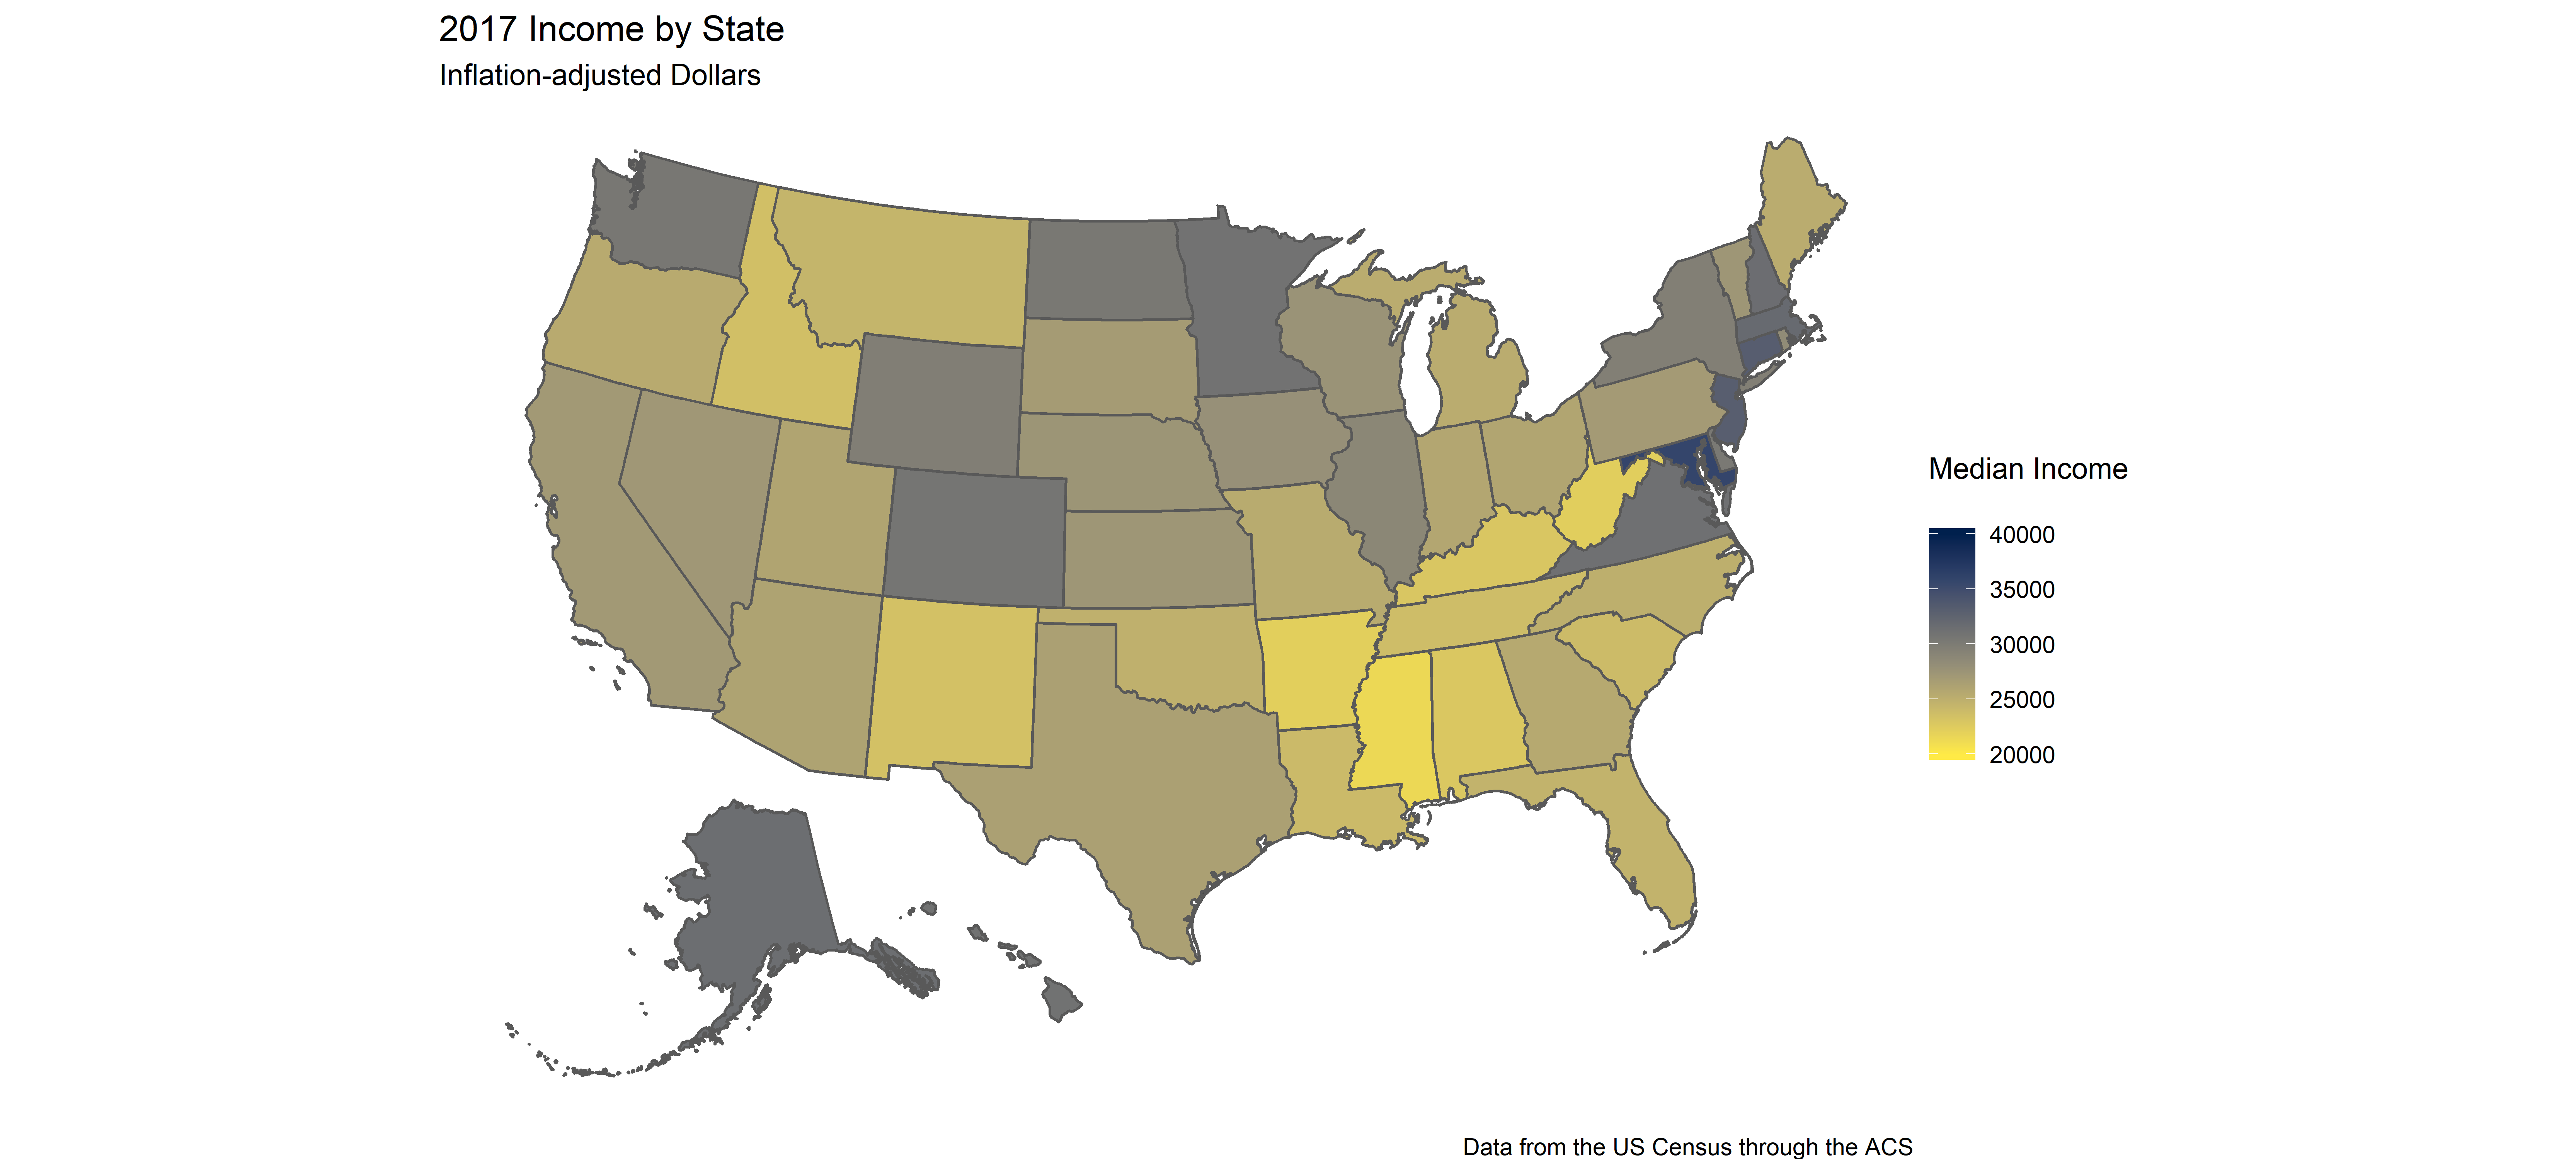 2017 Income by State
Inflation-adjusted Dollars
Median Income
40000
35000
30000
25000
20000
Data from the US Census through the ACS